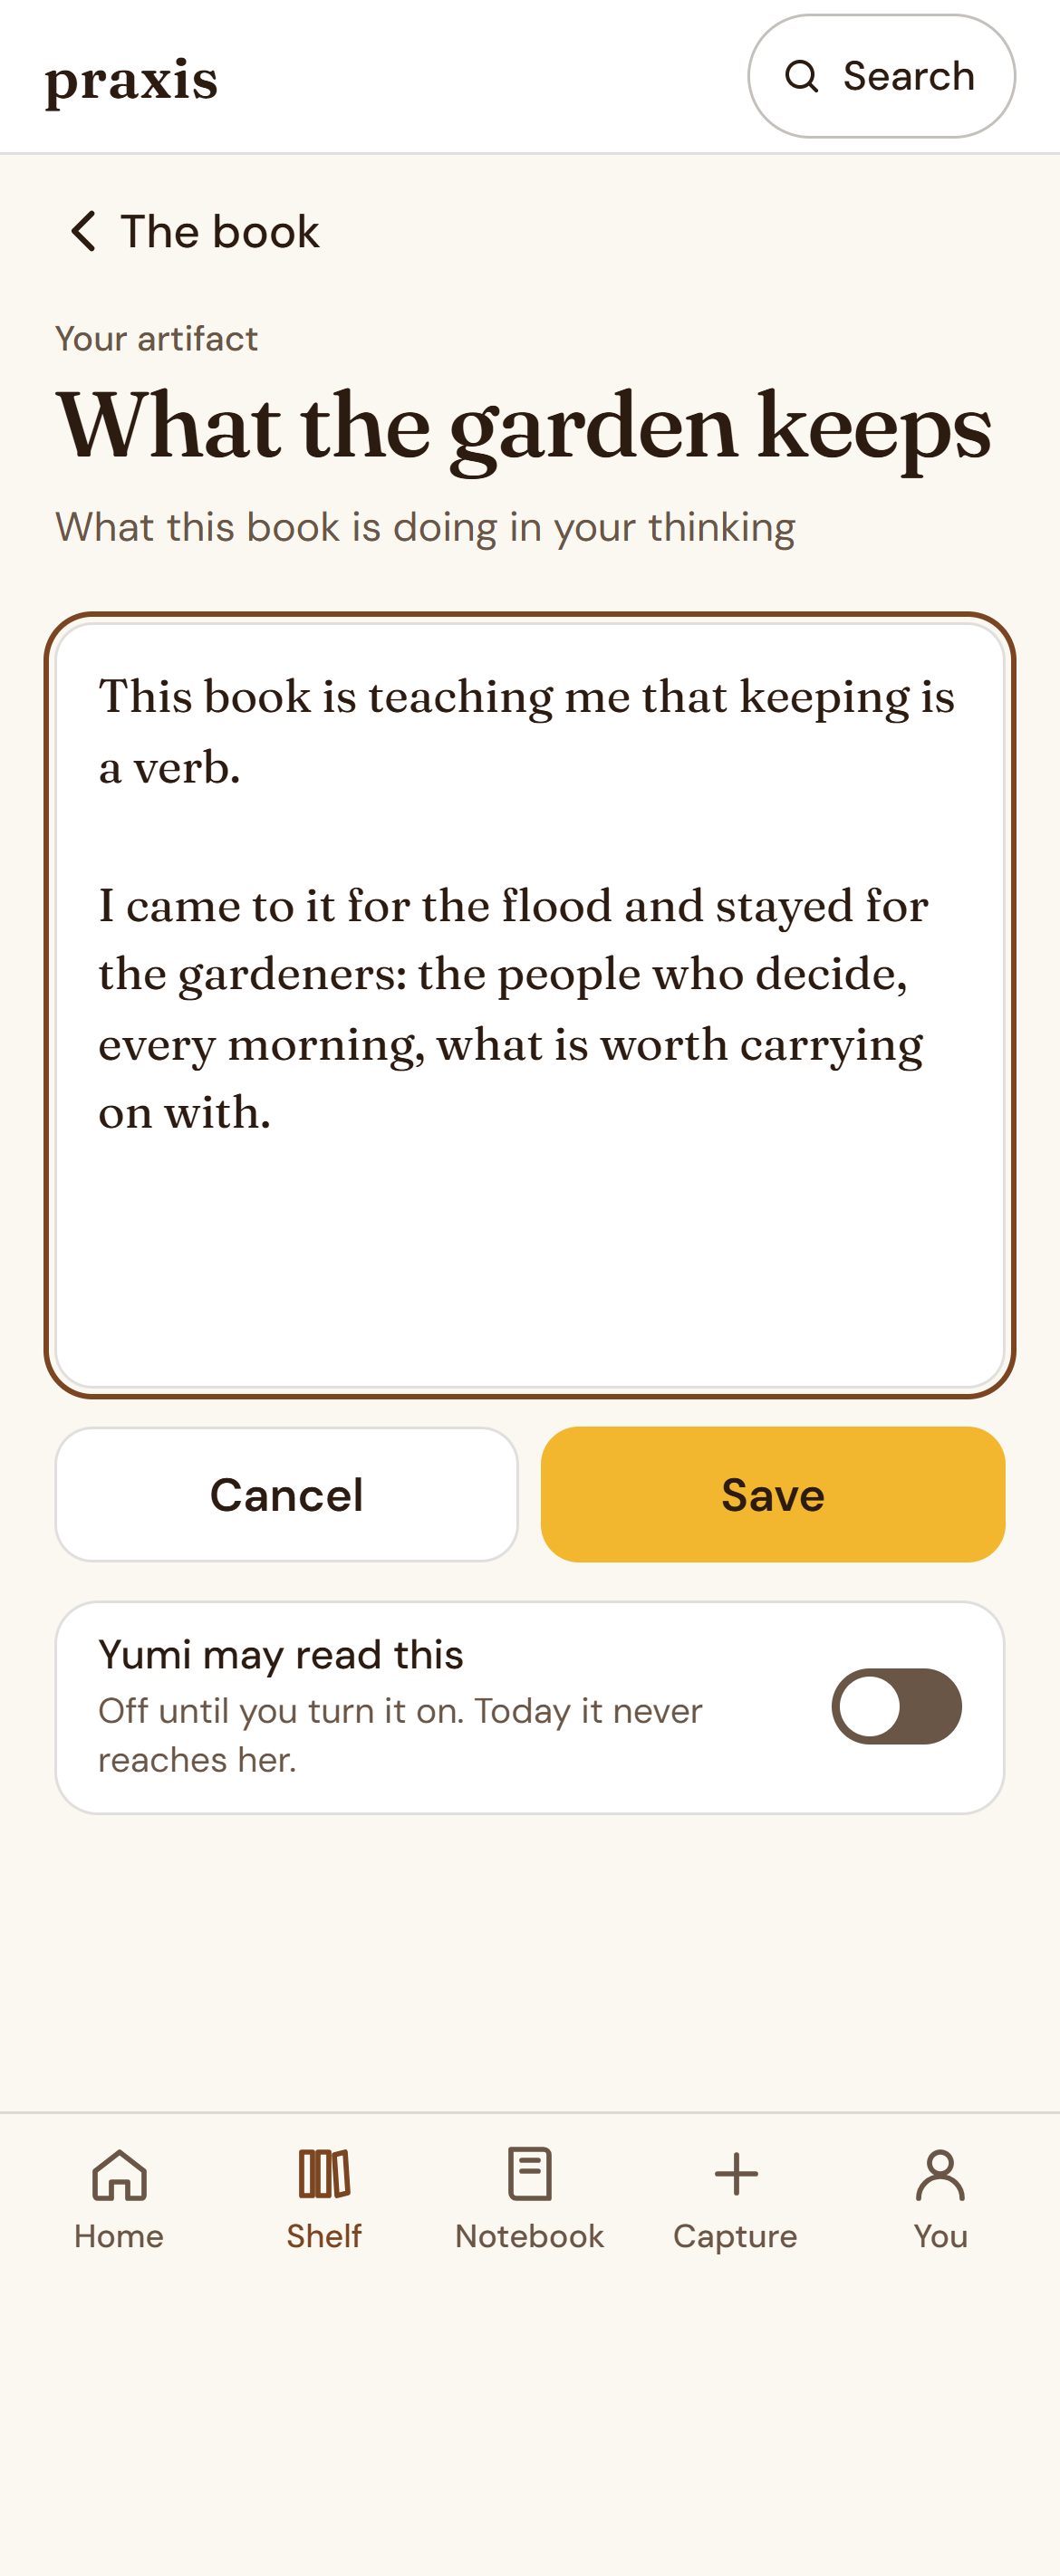 praxis
Search
The book
Your artifact
What the garden keeps
What this book is doing in your thinking
This book is teaching me that keeping is
a verb.
I came to it for the flood and stayed for
the gardeners: the people who decide,
every morning, what is worth carrying
on with.
Cancel
Save
Yumi may read this
Off until you turn it on. Today it never
reaches her.
Home
Shelf
Notebook
Capture
You